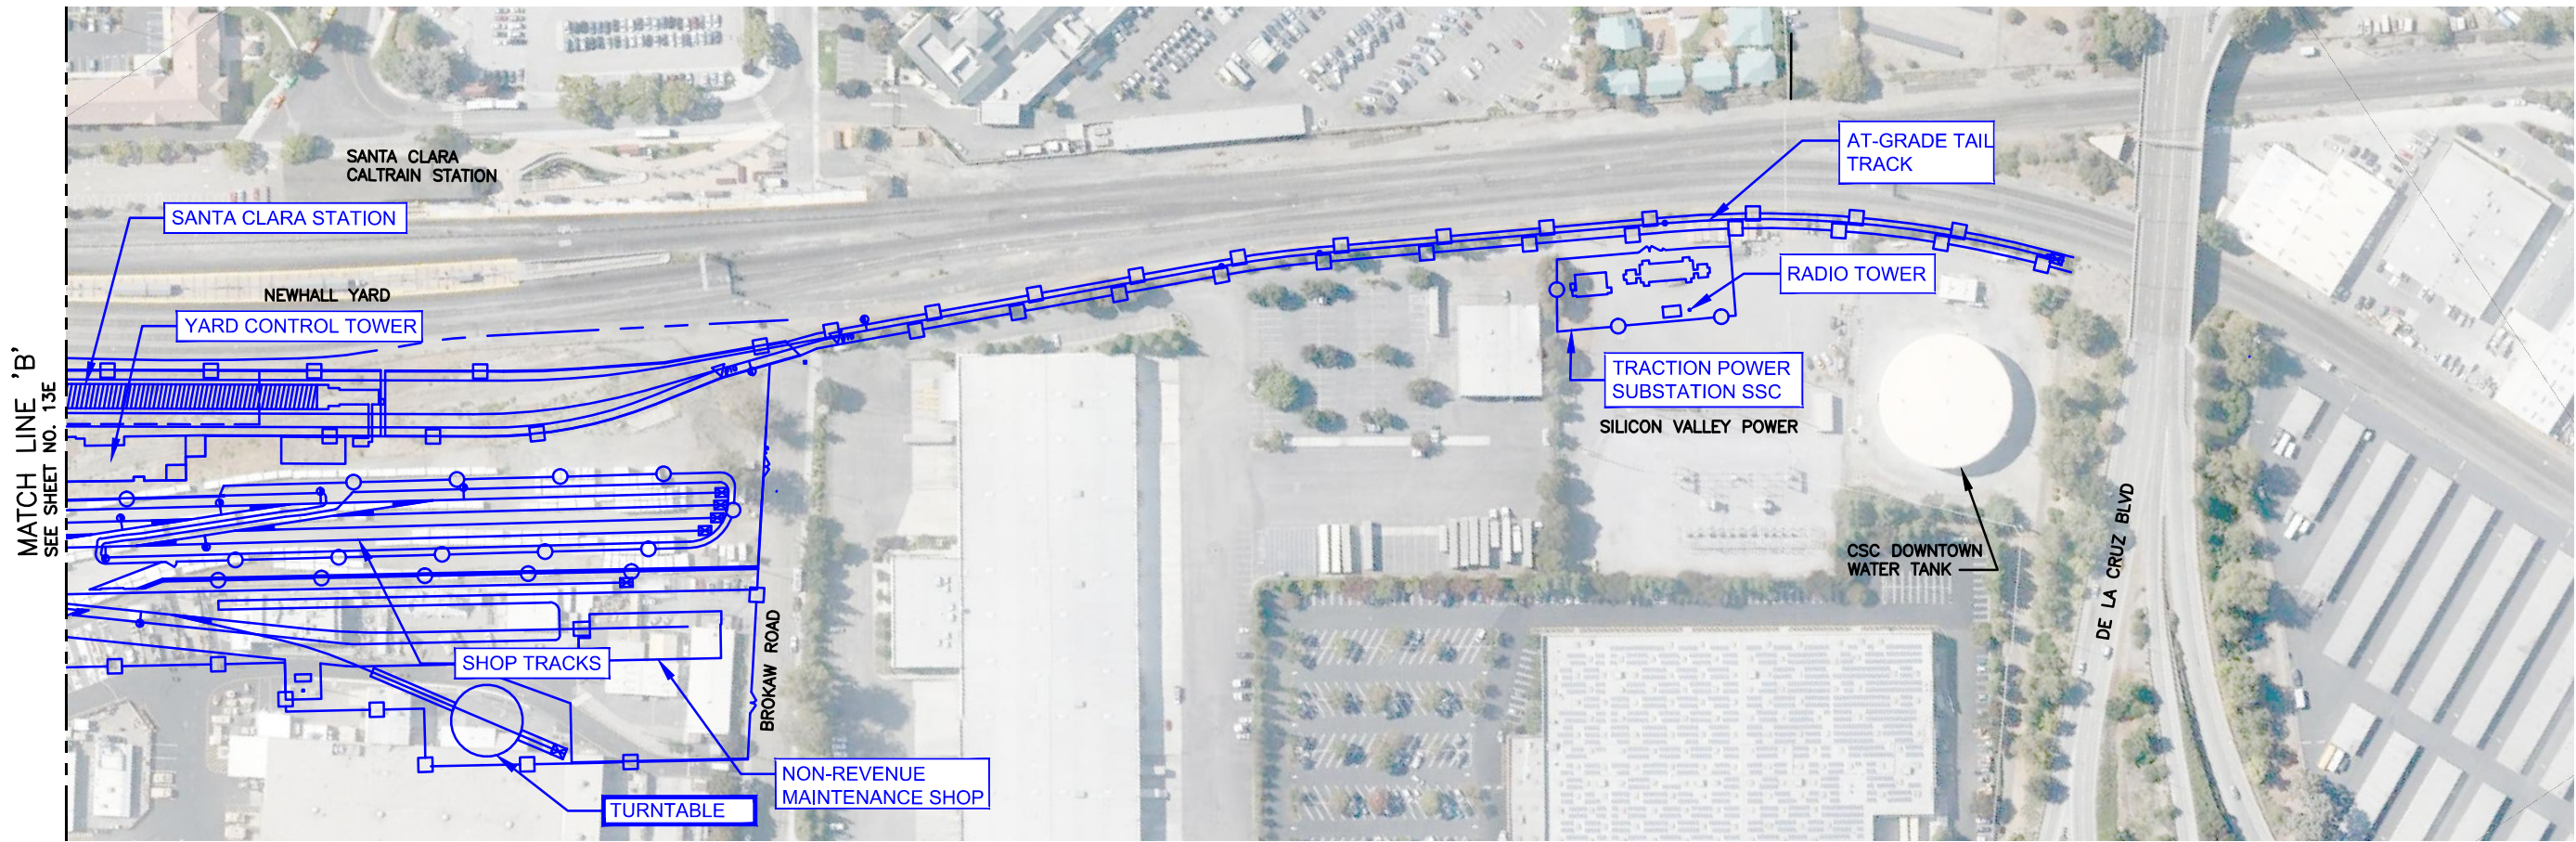 AT-GRADE TAIL
TRACK
SANTA CLARA
CALTRAIN STATION
SANTA CLARA STATION
RADIO TOWER
NEWHALL YARD
YARD CONTROL TOWER
MATCH LINE 'B'
SEE SHEET NO. 13E
TRACTION POWER
SUBSTATION SSC
SILICON VALLEY POWER
CSC DOWNTOWN
WATER TANK
DE LA CRUZ BLVD
BROKAW ROAD
SHOP TRACKS
NON-REVENUE
MAINTENANCE SHOP
TURNTABLE